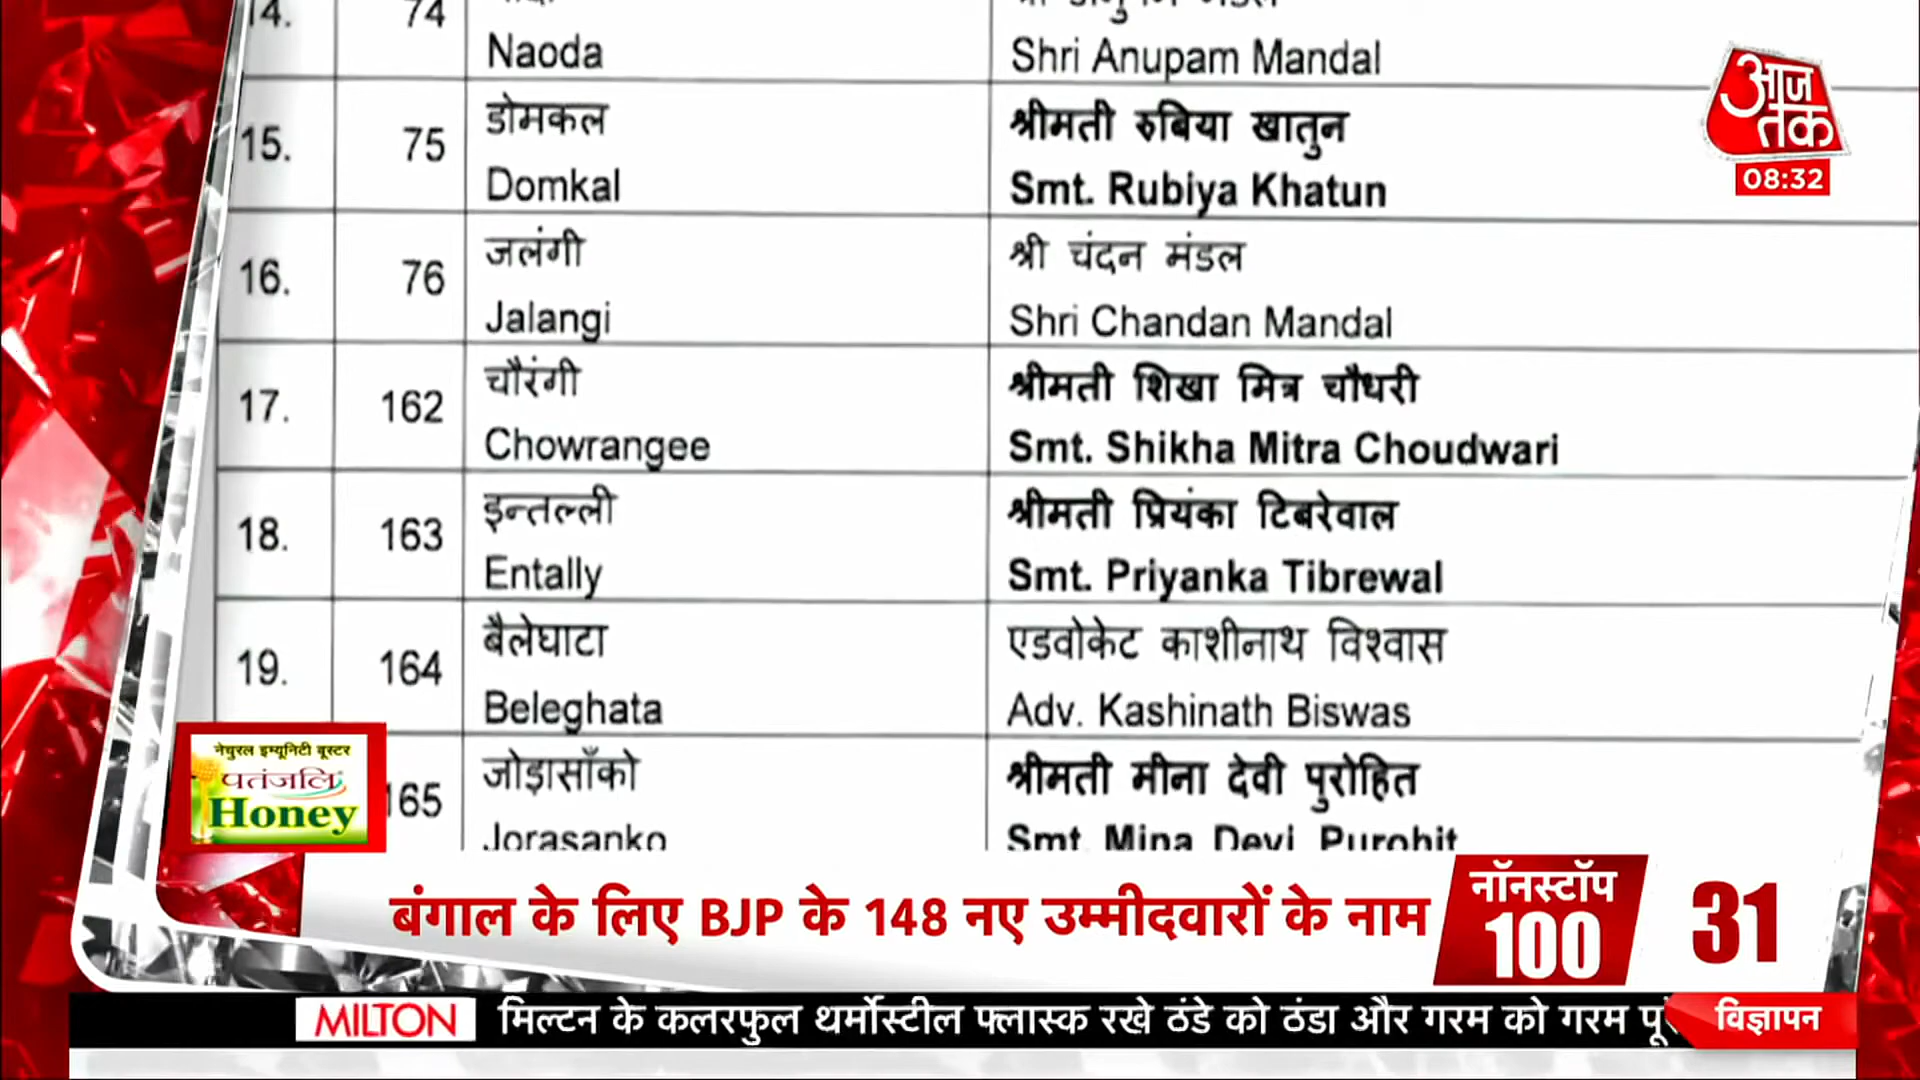 14.
74
Naoda
Shri Anupam Mandal
15.
75
डोमकल
श्रीमती रुबिया खातुन
Domkal
Smt. Rubiya Khatun
16.
76
जलंगी
श्री चंदन मंडल
Jalangi
Shri Chandan Mandal
17.
162
चौरंगी
श्रीमती शिखा मित्र चौधरी
Chowrangee
Smt. Shikha Mitra Choudwari
18.
163
इन्तल्ली
श्रीमती प्रियंका टिबरेवाल
Entally
Smt. Priyanka Tibrewal
19.
164
बैलेघाटा
एडवोकेट काशीनाथ विश्वास
Beleghata
Adv. Kashinath Biswas
165
जोड़ासाँको
श्रीमती मीना देवी पुरोहित
Jorasanko
Smt. Mina Devi Purohit
आज
तक
08:32
नेचुरल इम्यूनिटी बूस्टर
पतंजलि
Honey
बंगाल के लिए BJP के 148 नए उम्मीदवारों के नाम
नॉनस्टॉप
100
31
MILTON मिल्टन के कलरफुल थर्मोस्टील फ्लास्क रखे ठंडे को ठंडा और गरम को गरम
विज्ञापन